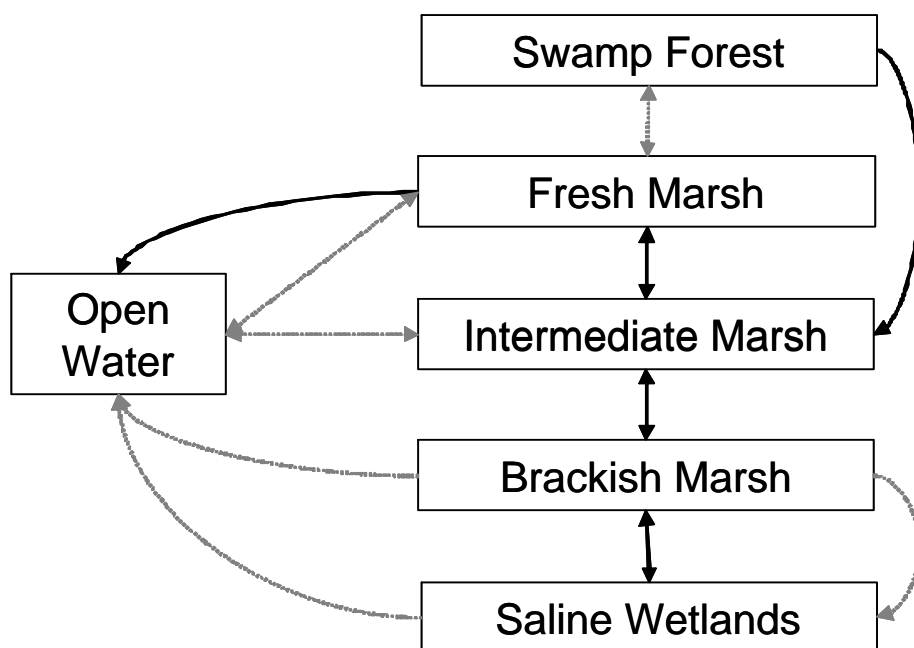 Swamp Forest
Fresh Marsh
Open
Water
Intermediate Marsh
Brackish Marsh
Saline Wetlands